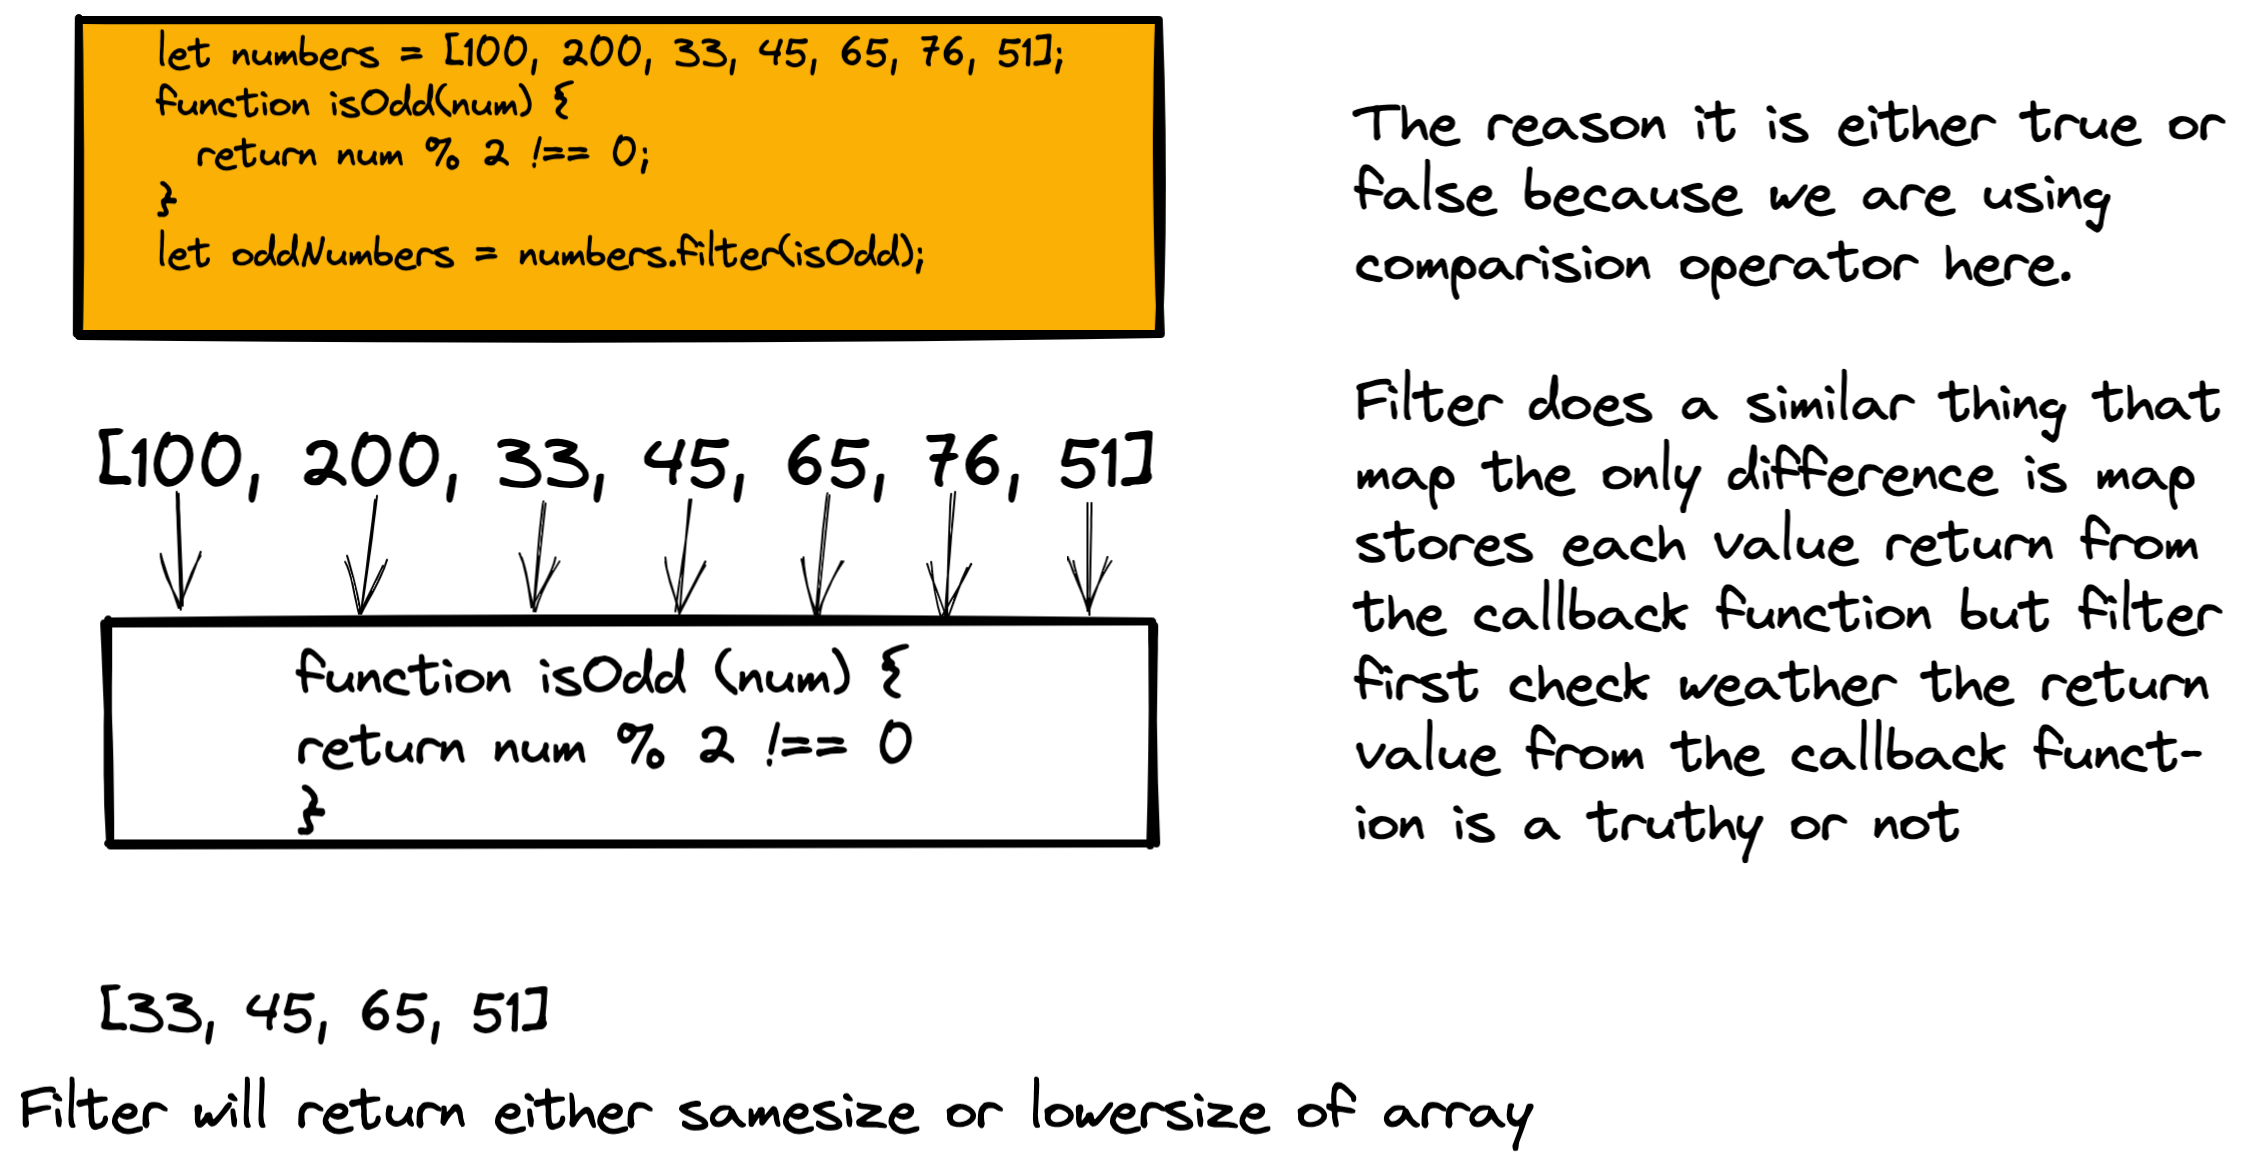 let numbers = [100, 200, 33, 45, 65, 76, 51];
function isOdd(num) {
return num % 2 !== 0;
}
let oddNumbers = numbers.filter(isOdd);
[100, 200, 33, 45, 65, 76, 51]
function isOdd (num) {
return num % 2 !== 0
}
[33, 45, 65, 51]
Filter will return either samesize or lowersize of array
The reason it is either true or
false because we are using
comparision operator here.
Filter does a similar thing that
map the only difference is map
stores each value return from
the callback function but filter
first check weather the return
value from the callback funct-
ion is a truthy or not